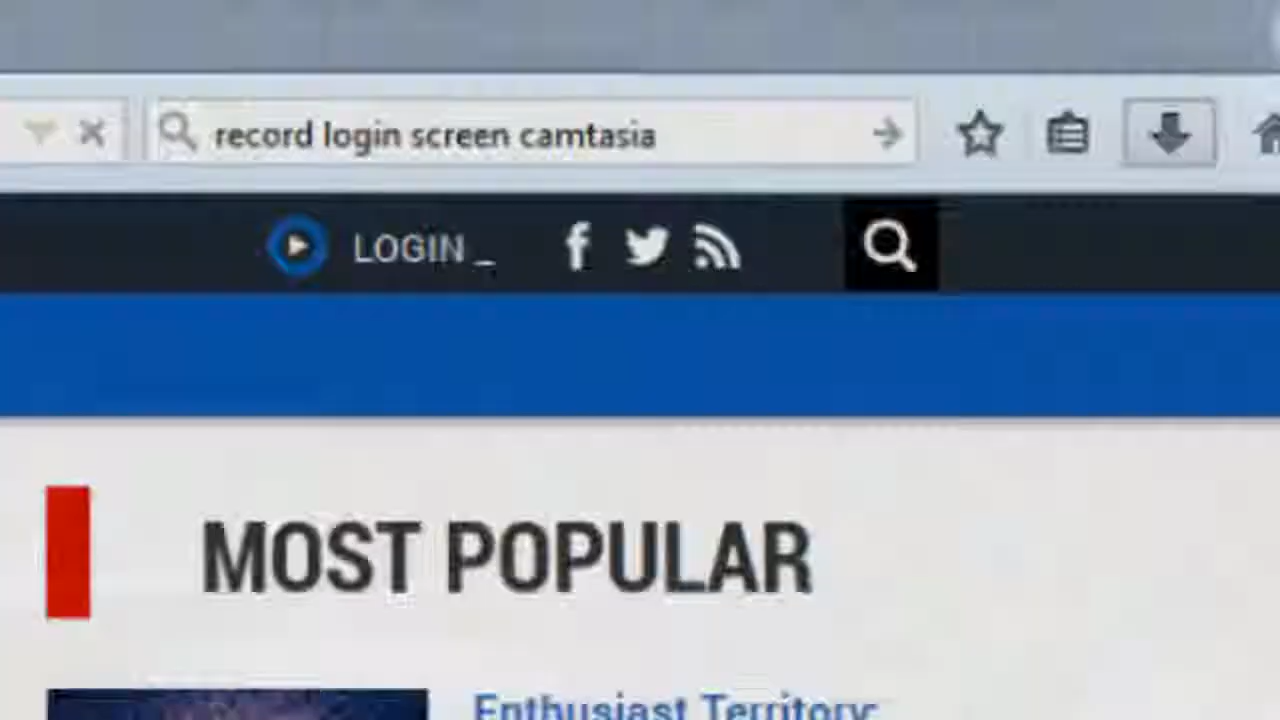 record login screen camtasia
LOGIN _
MOST POPULAR
Enthusiast Territory: